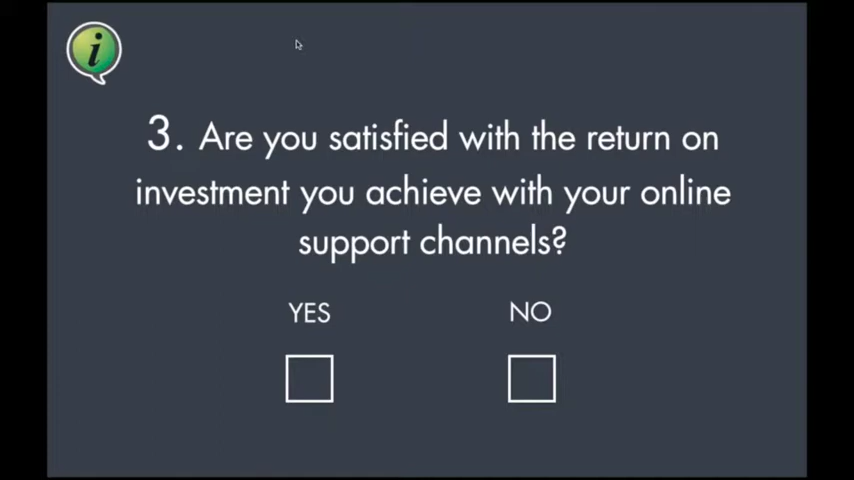 i
3. Are you satisfied with the return on
investment you achieve with your online
support channels?
YES NO